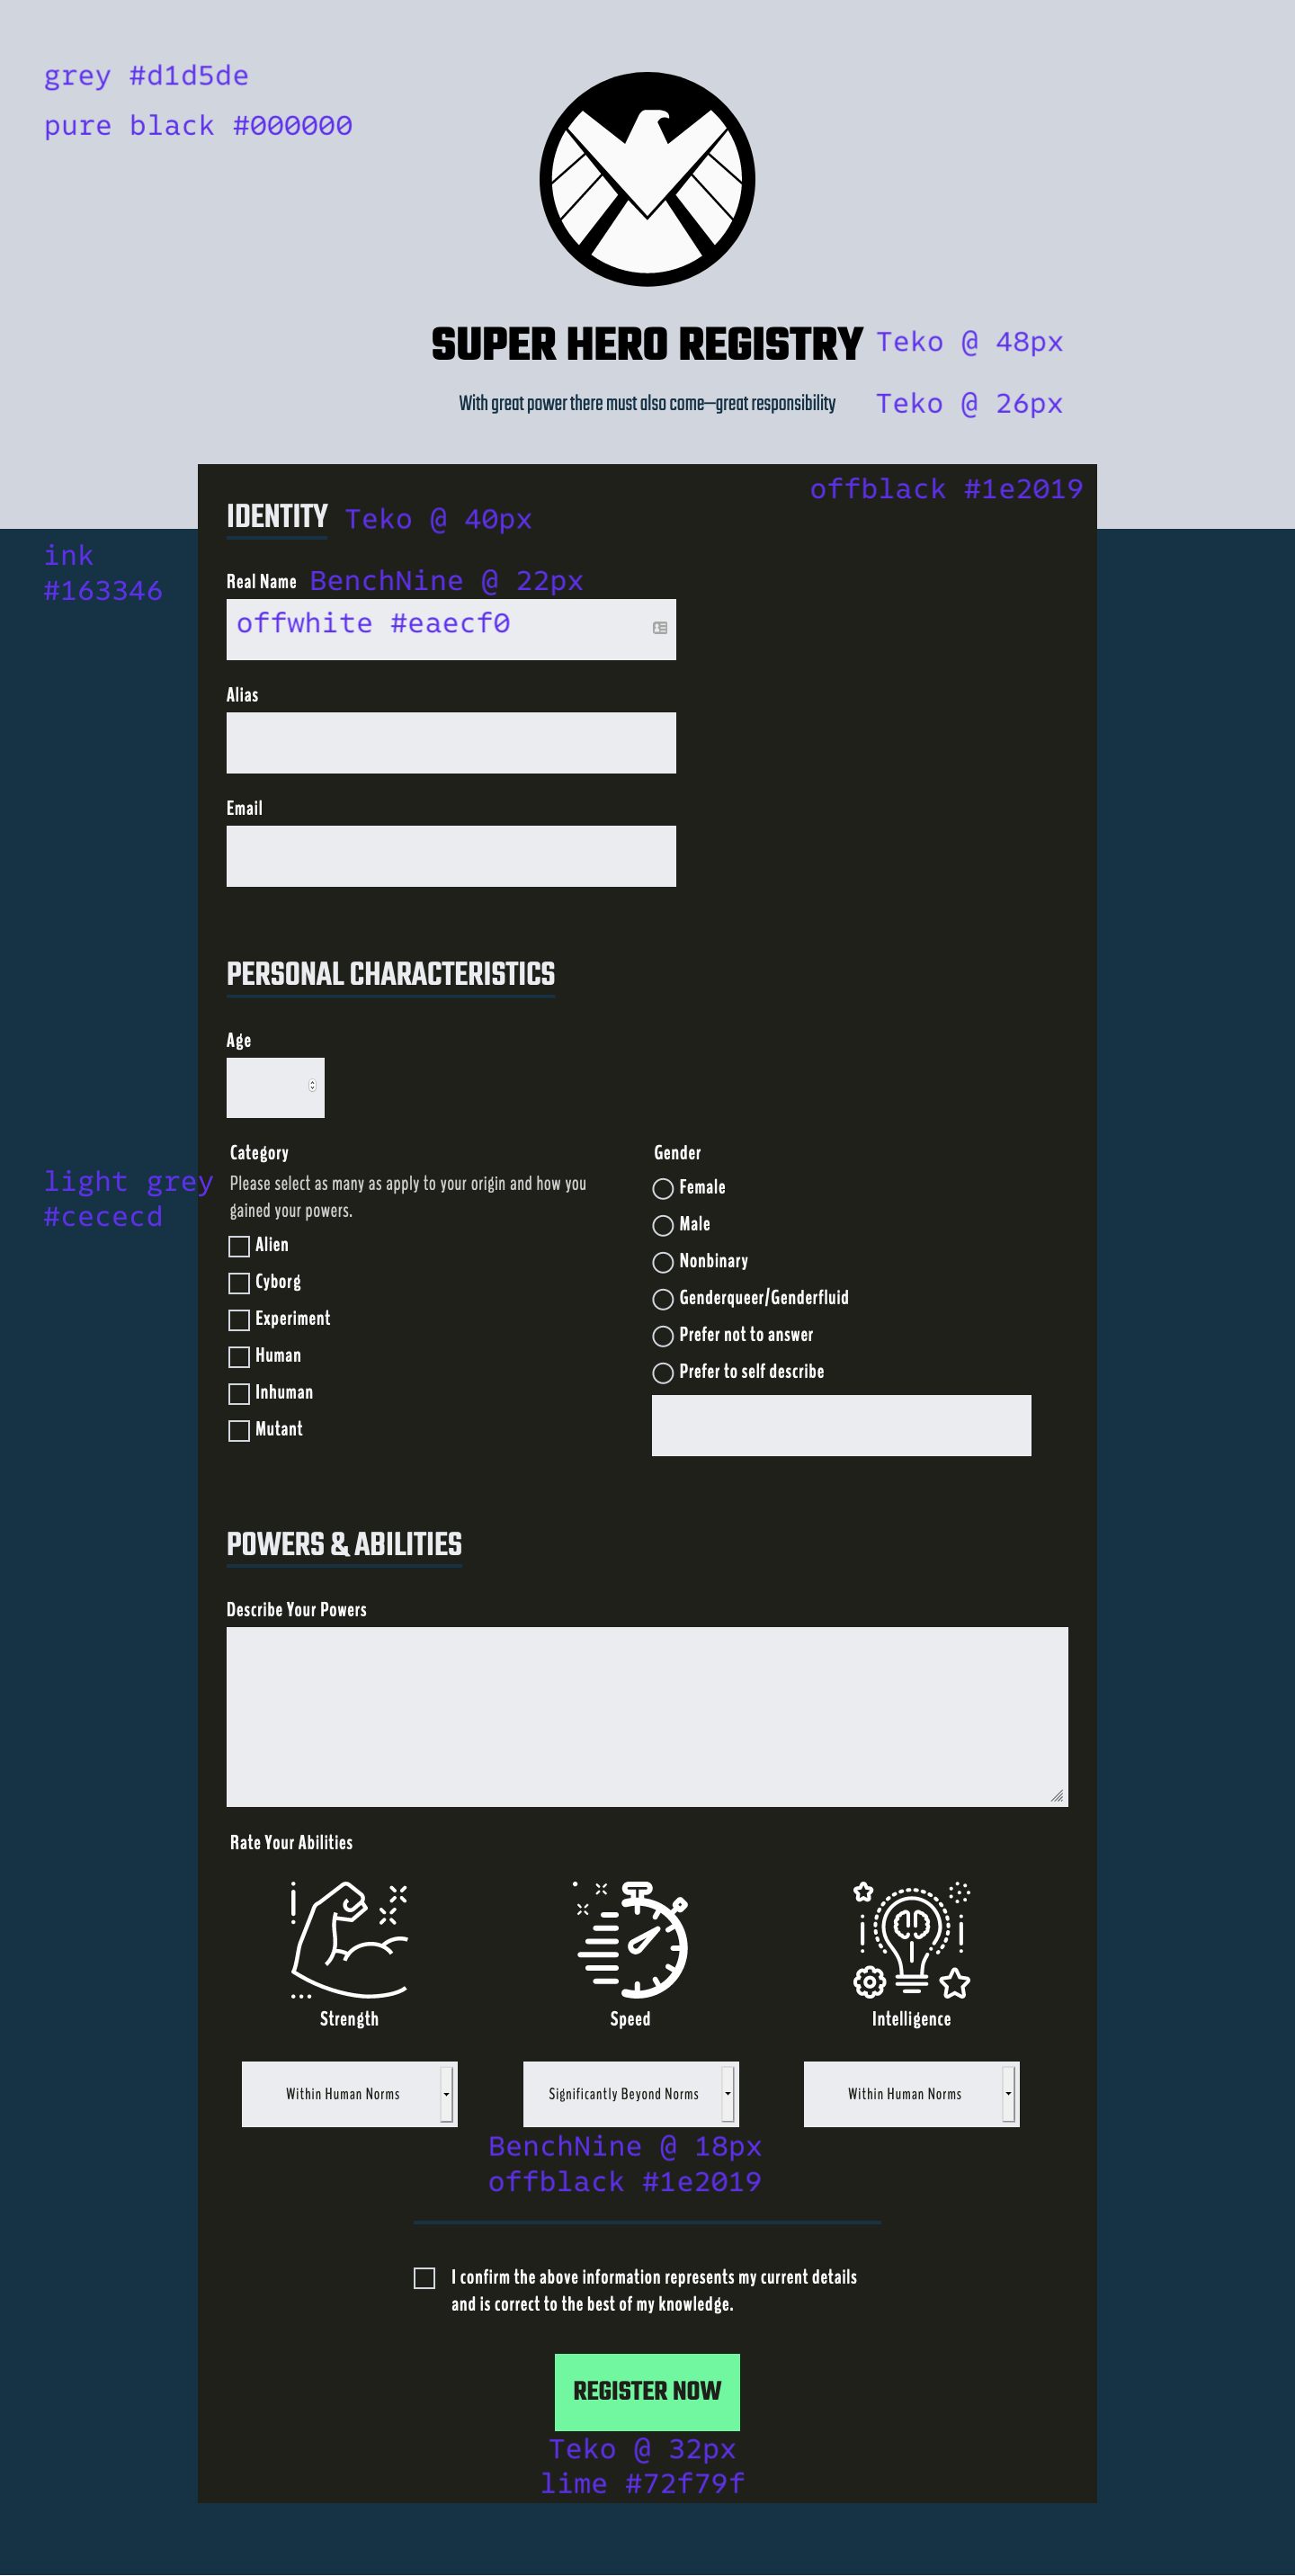 grey #d1d5de
pure black #000000
SUPER HERO REGISTRY Teko @ 48px
With great power there must also come—great responsibility Teko @ 26px
offblack #1e2019
IDENTITY Teko @ 40px
ink
#163346
Real Name BenchNine @ 22px
offwhite #eaecf0
Alias
Email
PERSONAL CHARACTERISTICS
Age
Category
light grey
#cececd
Please select as many as apply to your origin and how you
gained your powers.
Alien
Cyborg
Experiment
Human
Inhuman
Mutant
Gender
Female
Male
Nonbinary
Genderqueer/Genderfluid
Prefer not to answer
Prefer to self describe
POWERS & ABILITIES
Describe Your Powers
Rate Your Abilities
Strength Speed Intelligence
Within Human Norms Significantly Beyond Norms Within Human Norms
BenchNine @ 18px
offblack #1e2019
I confirm the above information represents my current details
and is correct to the best of my knowledge.
REGISTER NOW
Teko @ 32px
lime #72f79f